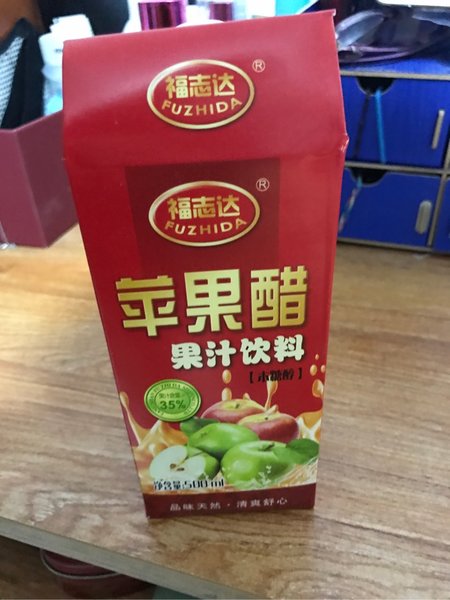 福志达®
FUZHIDA
福志达®
FUZHIDA
苹果醋
果汁饮料
【木糖醇】
35%
净含量:500ml
品味天然·清爽舒心